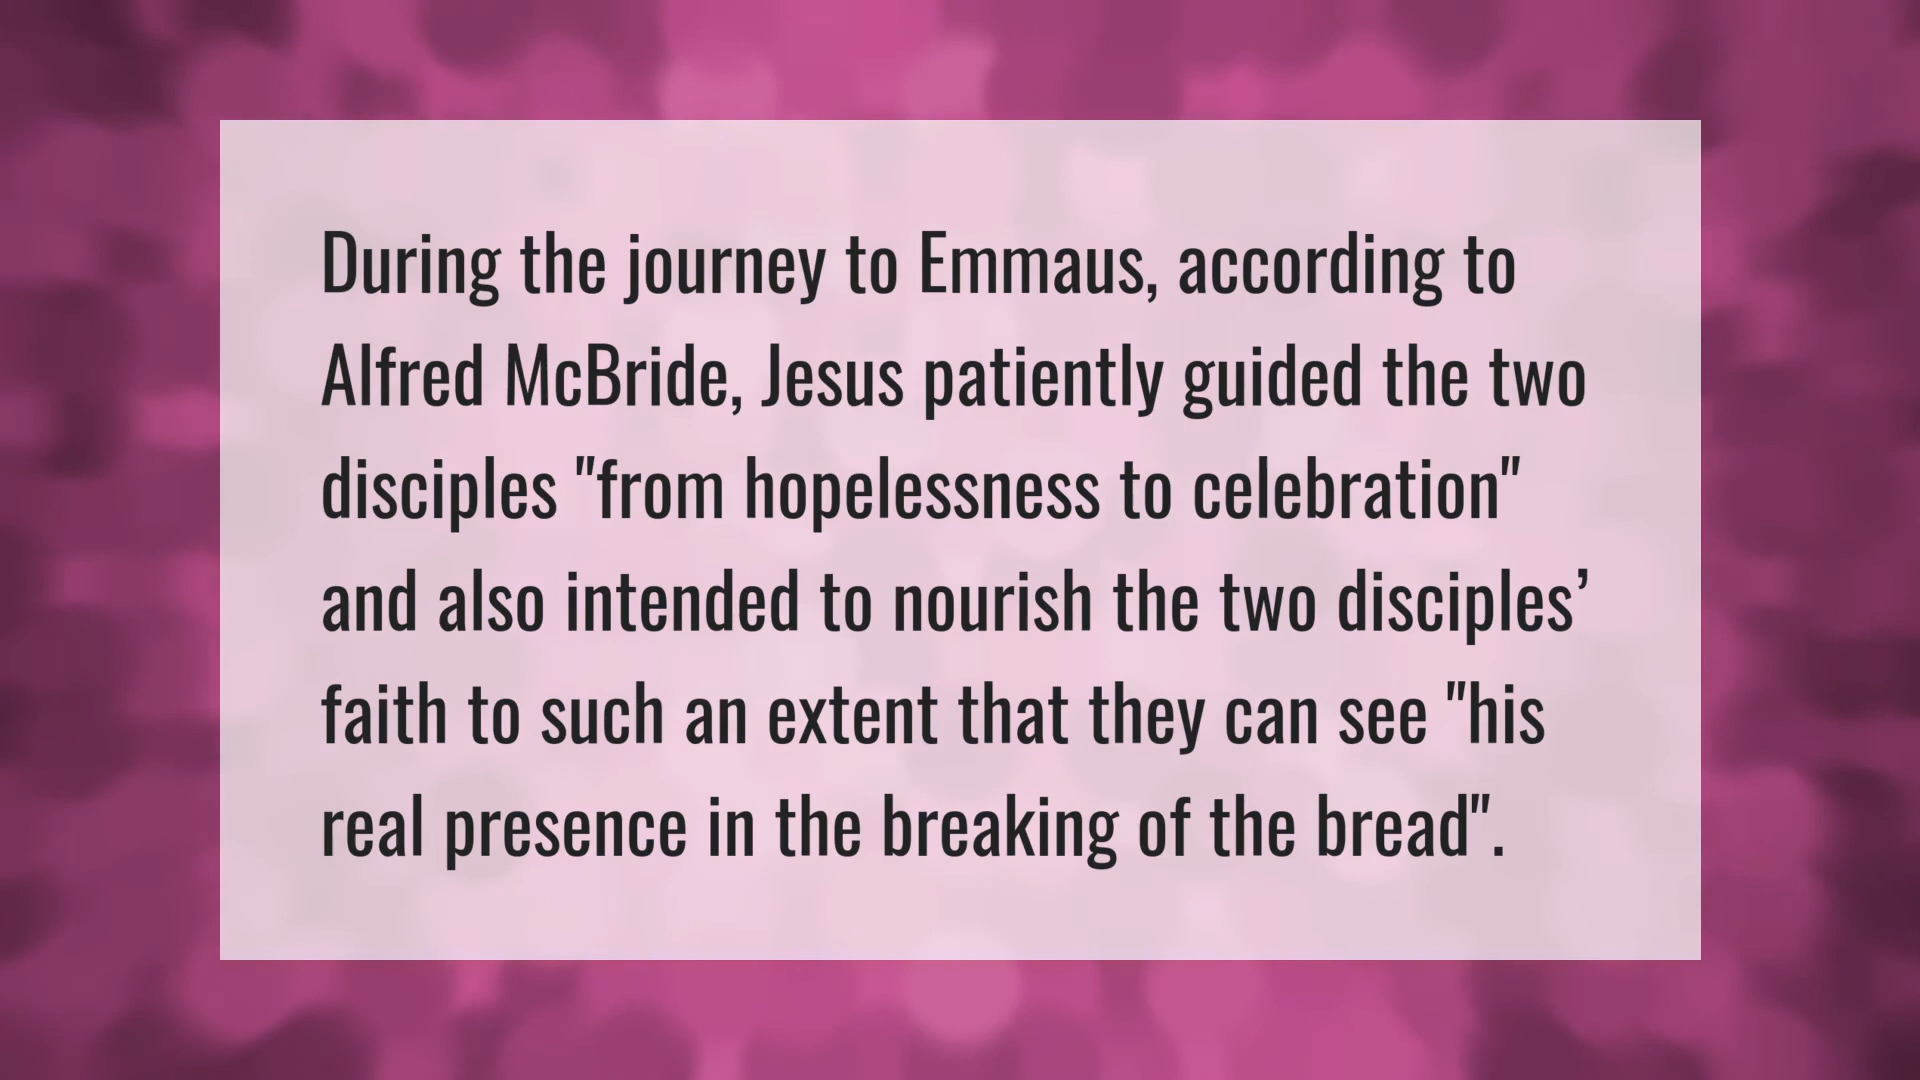 During the journey to Emmaus, according to
Alfred McBride, Jesus patiently guided the two
disciples "from hopelessness to celebration"
and also intended to nourish the two disciples’
faith to such an extent that they can see "his
real presence in the breaking of the bread".